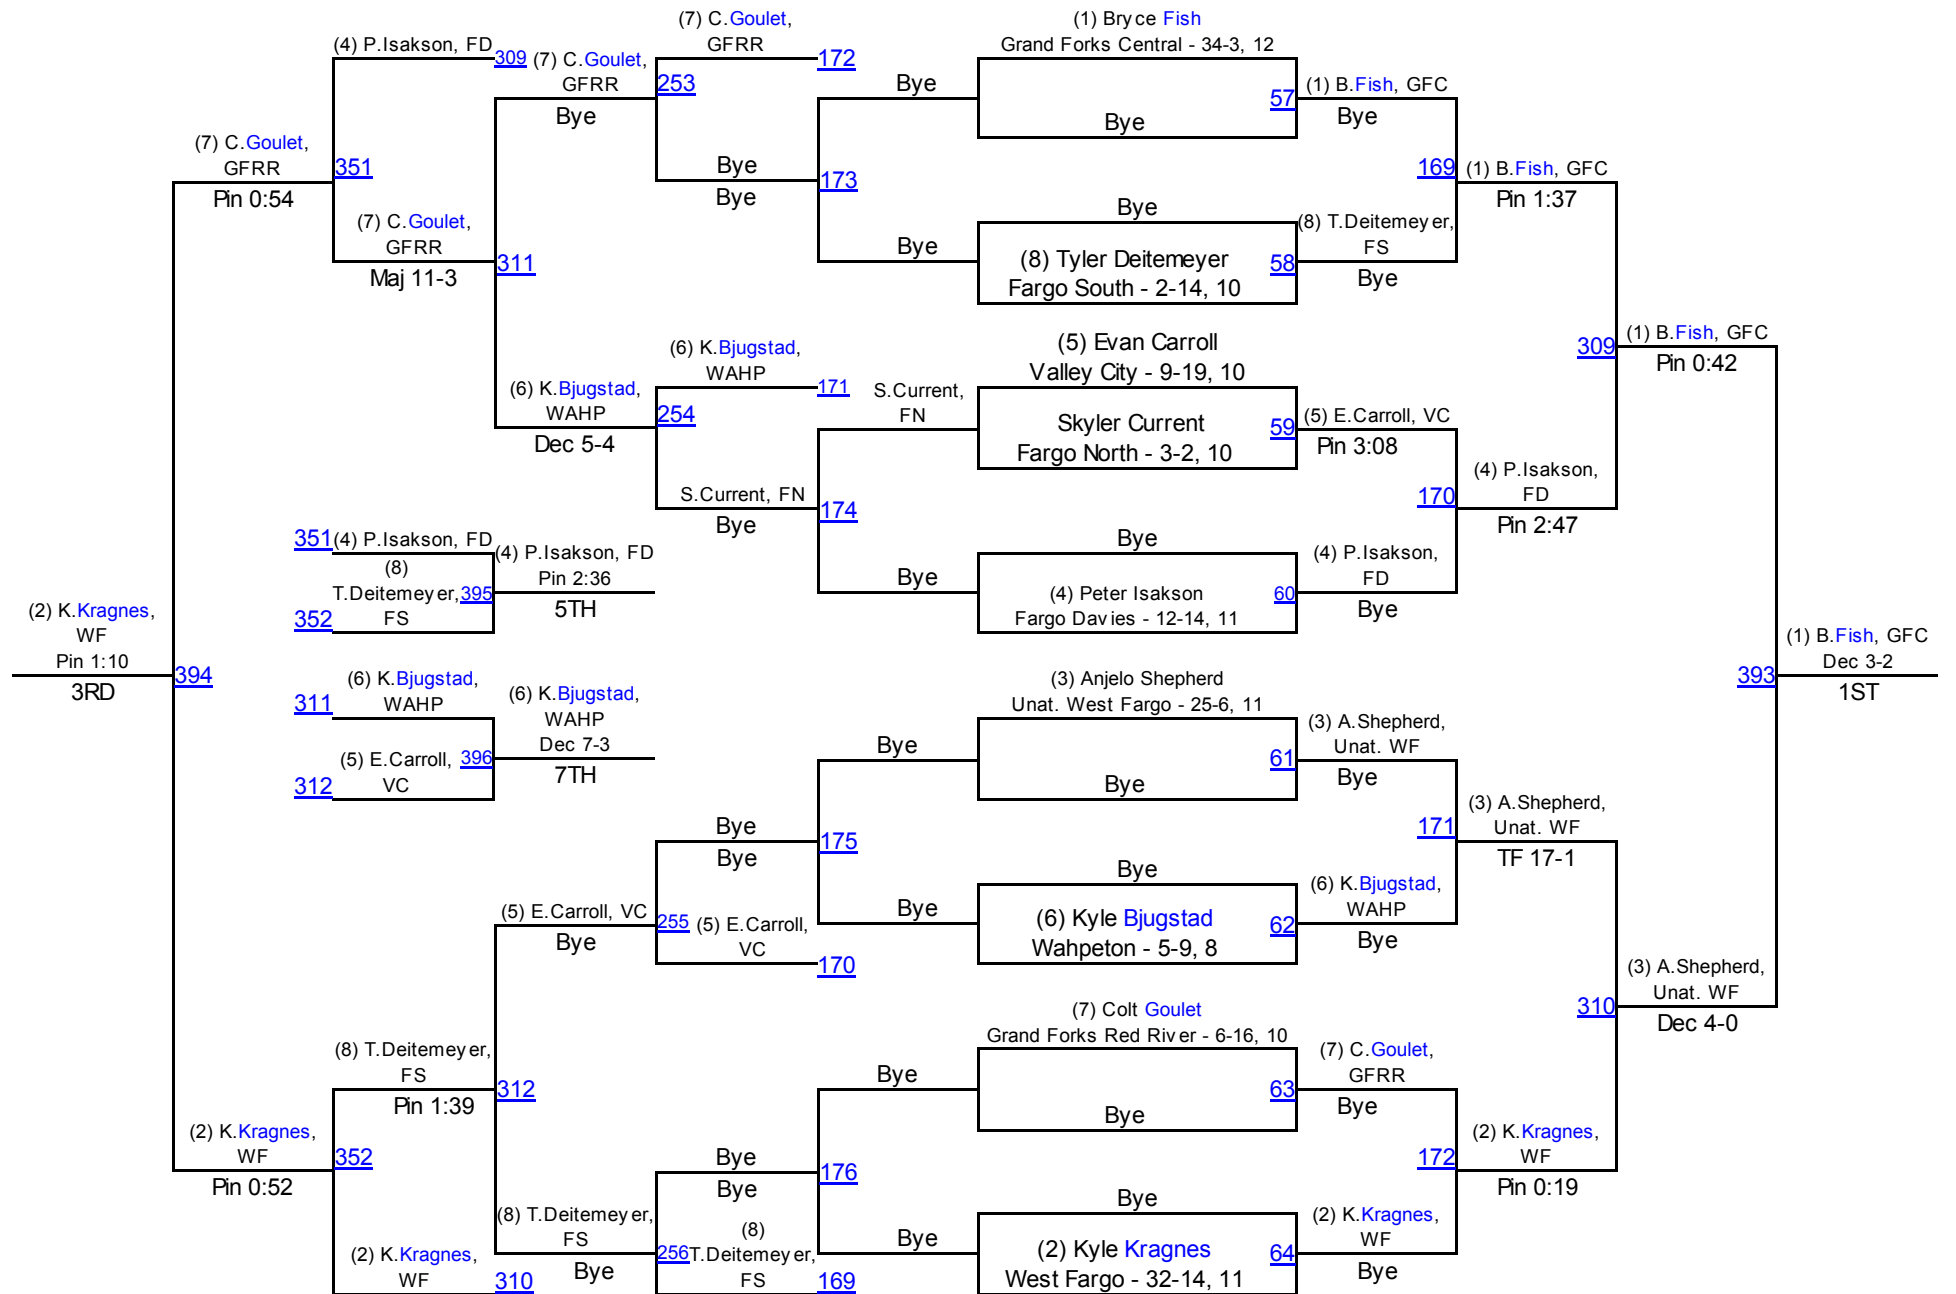 (4) P.Isakson, FD
309
(7) C.Goulet,
GFRR
Bye
(7) C.Goulet,
GFRR
172
253
Bye
Bye
173
Bye
Bye
(1) Bryce Fish
Grand Forks Central - 34-3, 12
Bye
57
(1) B.Fish, GFC
Bye
169
(1) B.Fish, GFC
Pin 1:37
Bye
(8) Tyler Deitemeyer
Fargo South - 2-14, 10
58
(8) T.Deitemeyer,
FS
Bye
(7) C.Goulet,
GFRR
Pin 0:54
351
(7) C.Goulet,
GFRR
Maj 11-3
311
309
(1) B.Fish, GFC
Pin 0:42
(6) K.Bjugstad,
WAHP
Dec 5-4
(6) K.Bjugstad,
WAHP
171
254
S.Current, FN
Bye
174
S.Current,
FN
Bye
(5) Evan Carroll
Valley City - 9-19, 10
Skyler Current
Fargo North - 3-2, 10
59
(5) E.Carroll, VC
Pin 3:08
170
(4) P.Isakson,
FD
Pin 2:47
Bye
(4) Peter Isakson
Fargo Davies - 12-14, 11
60
(4) P.Isakson,
FD
Bye
351
(4) P.Isakson, FD
(8)
T.Deitemeyer,
FS
352
395
(4) P.Isakson, FD
Pin 2:36
5TH
(2) K.Kragnes,
WF
Pin 1:10
3RD
394
(6) K.Bjugstad,
WAHP
311
(5) E.Carroll,
VC
312
396
(6) K.Bjugstad,
WAHP
Dec 7-3
7TH
393
(1) B.Fish, GFC
Dec 3-2
1ST
(3) Anjelo Shepherd
Unat. West Fargo - 25-6, 11
Bye
61
(3) A.Shepherd,
Unat. WF
Bye
Bye
Bye
Bye
175
Bye
171
(3) A.Shepherd,
Unat. WF
TF 17-1
Bye
(6) Kyle Bjugstad
Wahpeton - 5-9, 8
62
(6) K.Bjugstad,
WAHP
Bye
(5) E.Carroll, VC
Bye
255
(5) E.Carroll,
VC
170
310
(3) A.Shepherd,
Unat. WF
Dec 4-0
(7) Colt Goulet
Grand Forks Red River - 6-16, 10
Bye
63
(7) C.Goulet,
GFRR
Bye
(8) T.Deitemeyer,
FS
Pin 1:39
312
Bye
(2) K.Kragnes,
WF
Pin 0:52
352
Bye
Bye
176
Bye
172
(2) K.Kragnes,
WF
Pin 0:19
(2) K.Kragnes,
WF
310
(8) T.Deitemeyer,
FS
Bye
256
(8)
T.Deitemeyer,
FS
169
Bye
(2) Kyle Kragnes
West Fargo - 32-14, 11
64
(2) K.Kragnes,
WF
Bye